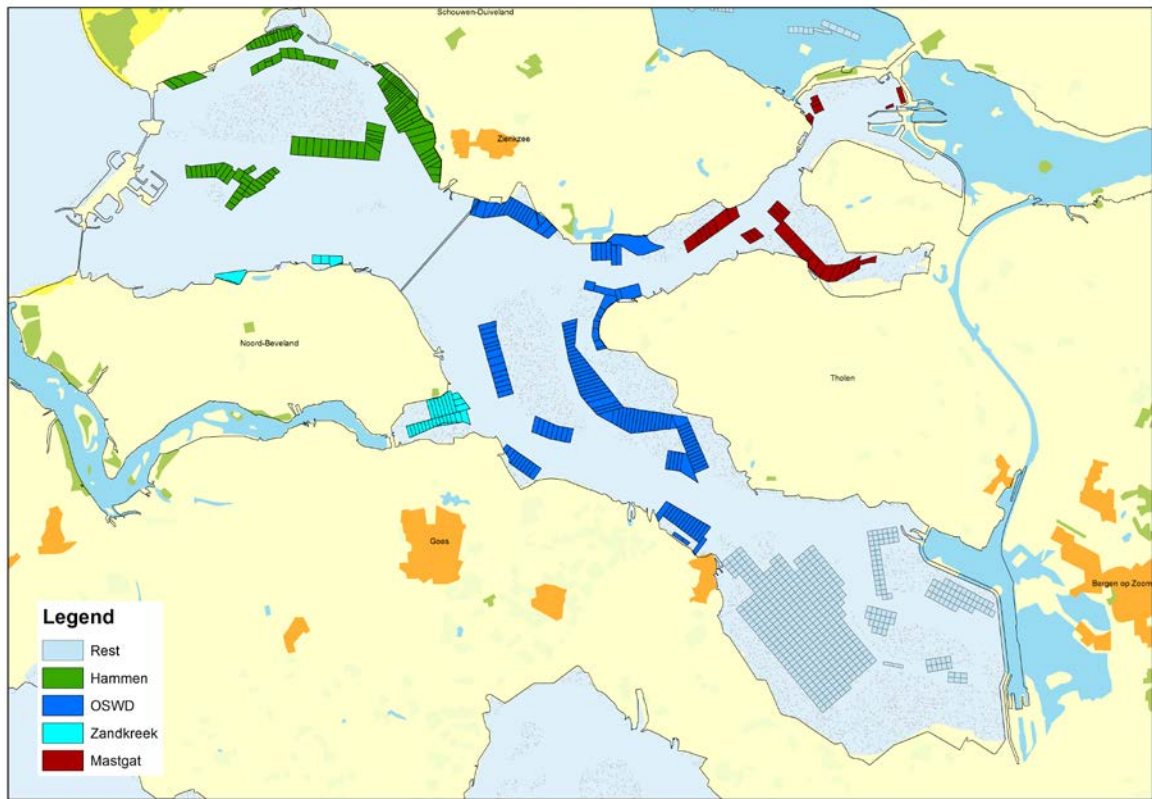 Schouwen-Duiveland
Zierikzee
Noord-Beveland
Tholen
Goes
Bergen op Zoom
Legend
Rest
Hammen
OSWD
Zandkreek
Mastgat